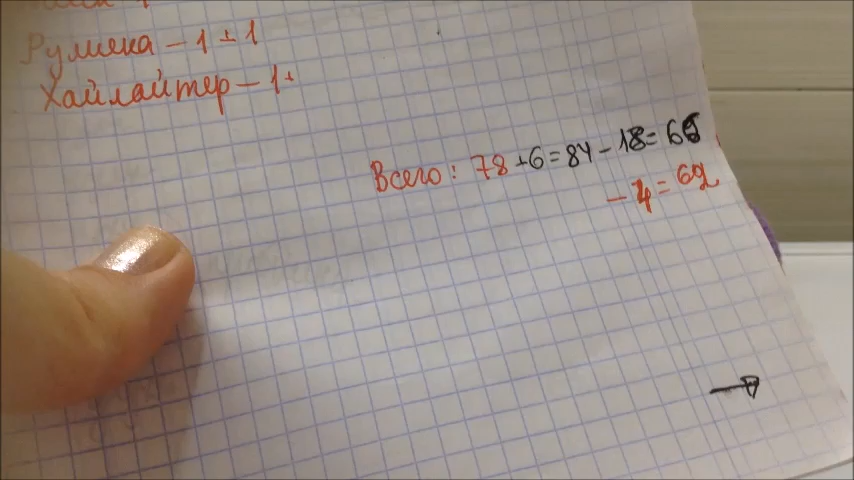 Румяна – 1 + 1
Хайлайтер – 1+
Всего: 78 +6 = 84 – 18 = 66
– 4 = 62